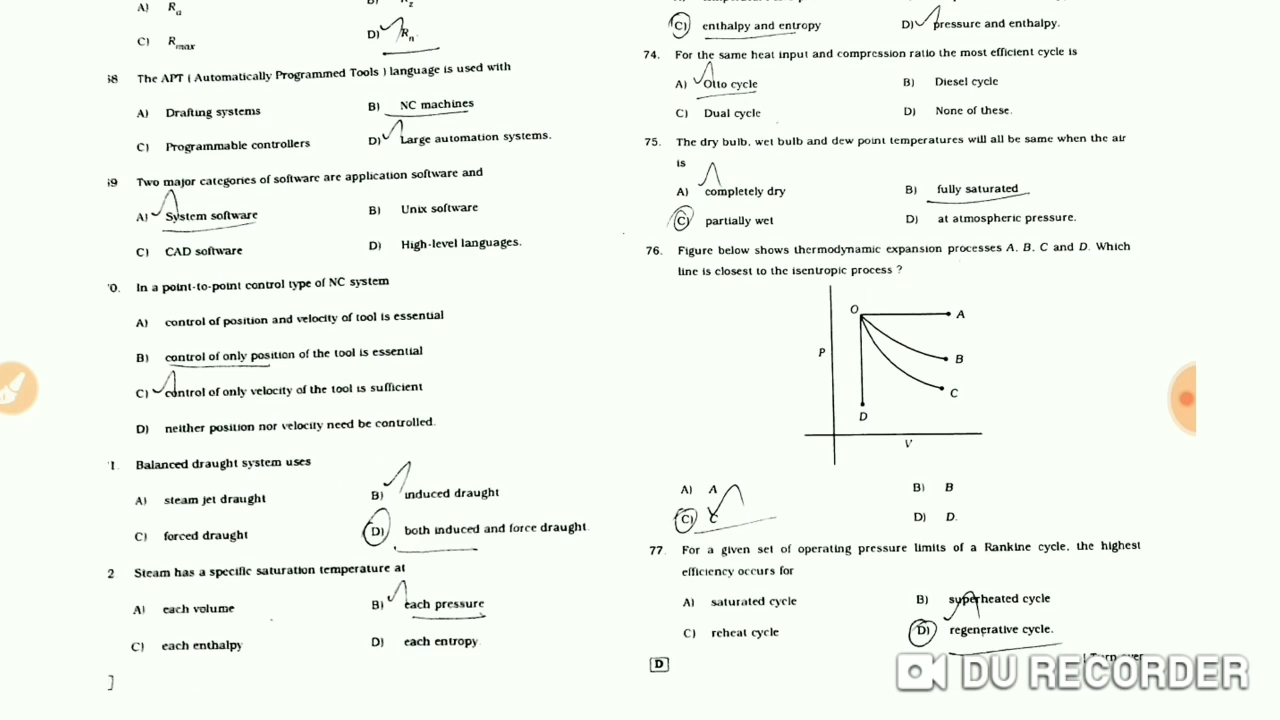 A) Ra
C) Rmax
D) Rn.
68 The APT ( Automatically Programmed Tools ) language is used with
A) Drafting systems
B) NC machines
C) Programmable controllers
D) Large automation systems.
69 Two major categories of software are application software and
A) System software
B) Unix software
C) CAD software
D) High-level languages.
70. In a point-to-point control type of NC system
A) control of position and velocity of tool is essential
B) control of only position of the tool is essential
C) control of only velocity of the tool is sufficient
D) neither position nor velocity need be controlled.
71. Balanced draught system uses
A) steam jet draught
B) induced draught
C) forced draught
D) both induced and force draught.
2 Steam has a specific saturation temperature at
A) each volume
B) each pressure
C) each enthalpy
D) each entropy.
]
C) enthalpy and entropy
D) pressure and enthalpy.
74. For the same heat input and compression ratio the most efficient cycle is
A) Otto cycle
B) Diesel cycle
C) Dual cycle
D) None of these.
75. The dry bulb, wet bulb and dew point temperatures will all be same when the air
is
A) completely dry
B) fully saturated
C) partially wet
D) at atmospheric pressure.
76. Figure below shows thermodynamic expansion processes A, B, C and D. Which
line is closest to the isentropic process ?
O
A
P
B
C
D
V
A) A
B) B
C) C
D) D.
77. For a given set of operating pressure limits of a Rankine cycle, the highest
efficiency occurs for
A) saturated cycle
B) superheated cycle
C) reheat cycle
D) regenerative cycle.
D
[ Turn over
DU RECORDER